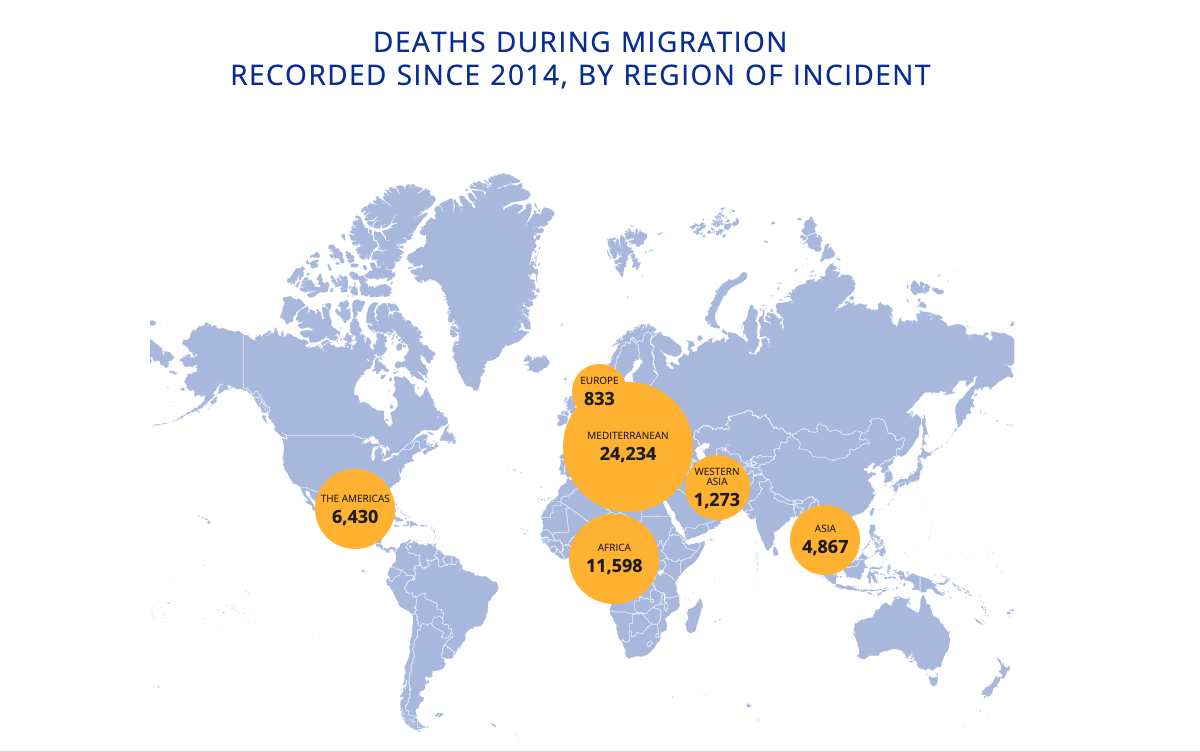 DEATHS DURING MIGRATION
RECORDED SINCE 2014, BY REGION OF INCIDENT
EUROPE
833
MEDITERRANEAN
24,234
WESTERN
ASIA
1,273
THE AMERICAS
6,430
ASIA
4,867
AFRICA
11,598